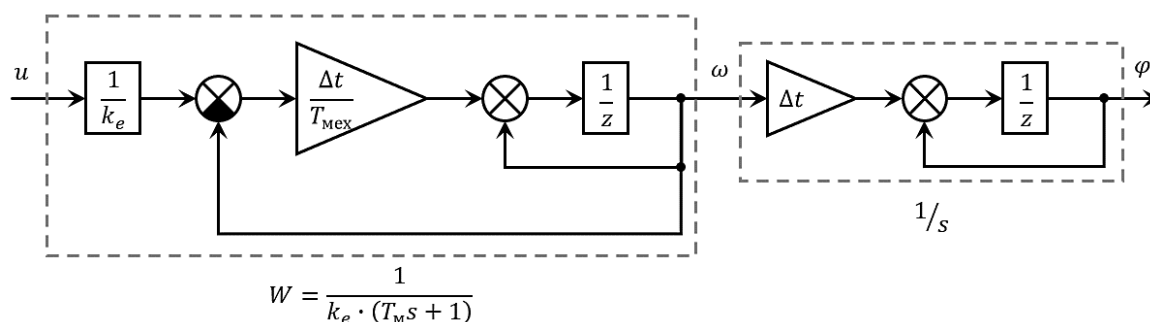 u
1
k_e
Δt
T_мех
1
z
ω
Δt
1
z
φ
1/s
W = 1 / (k_e · (T_м s + 1))